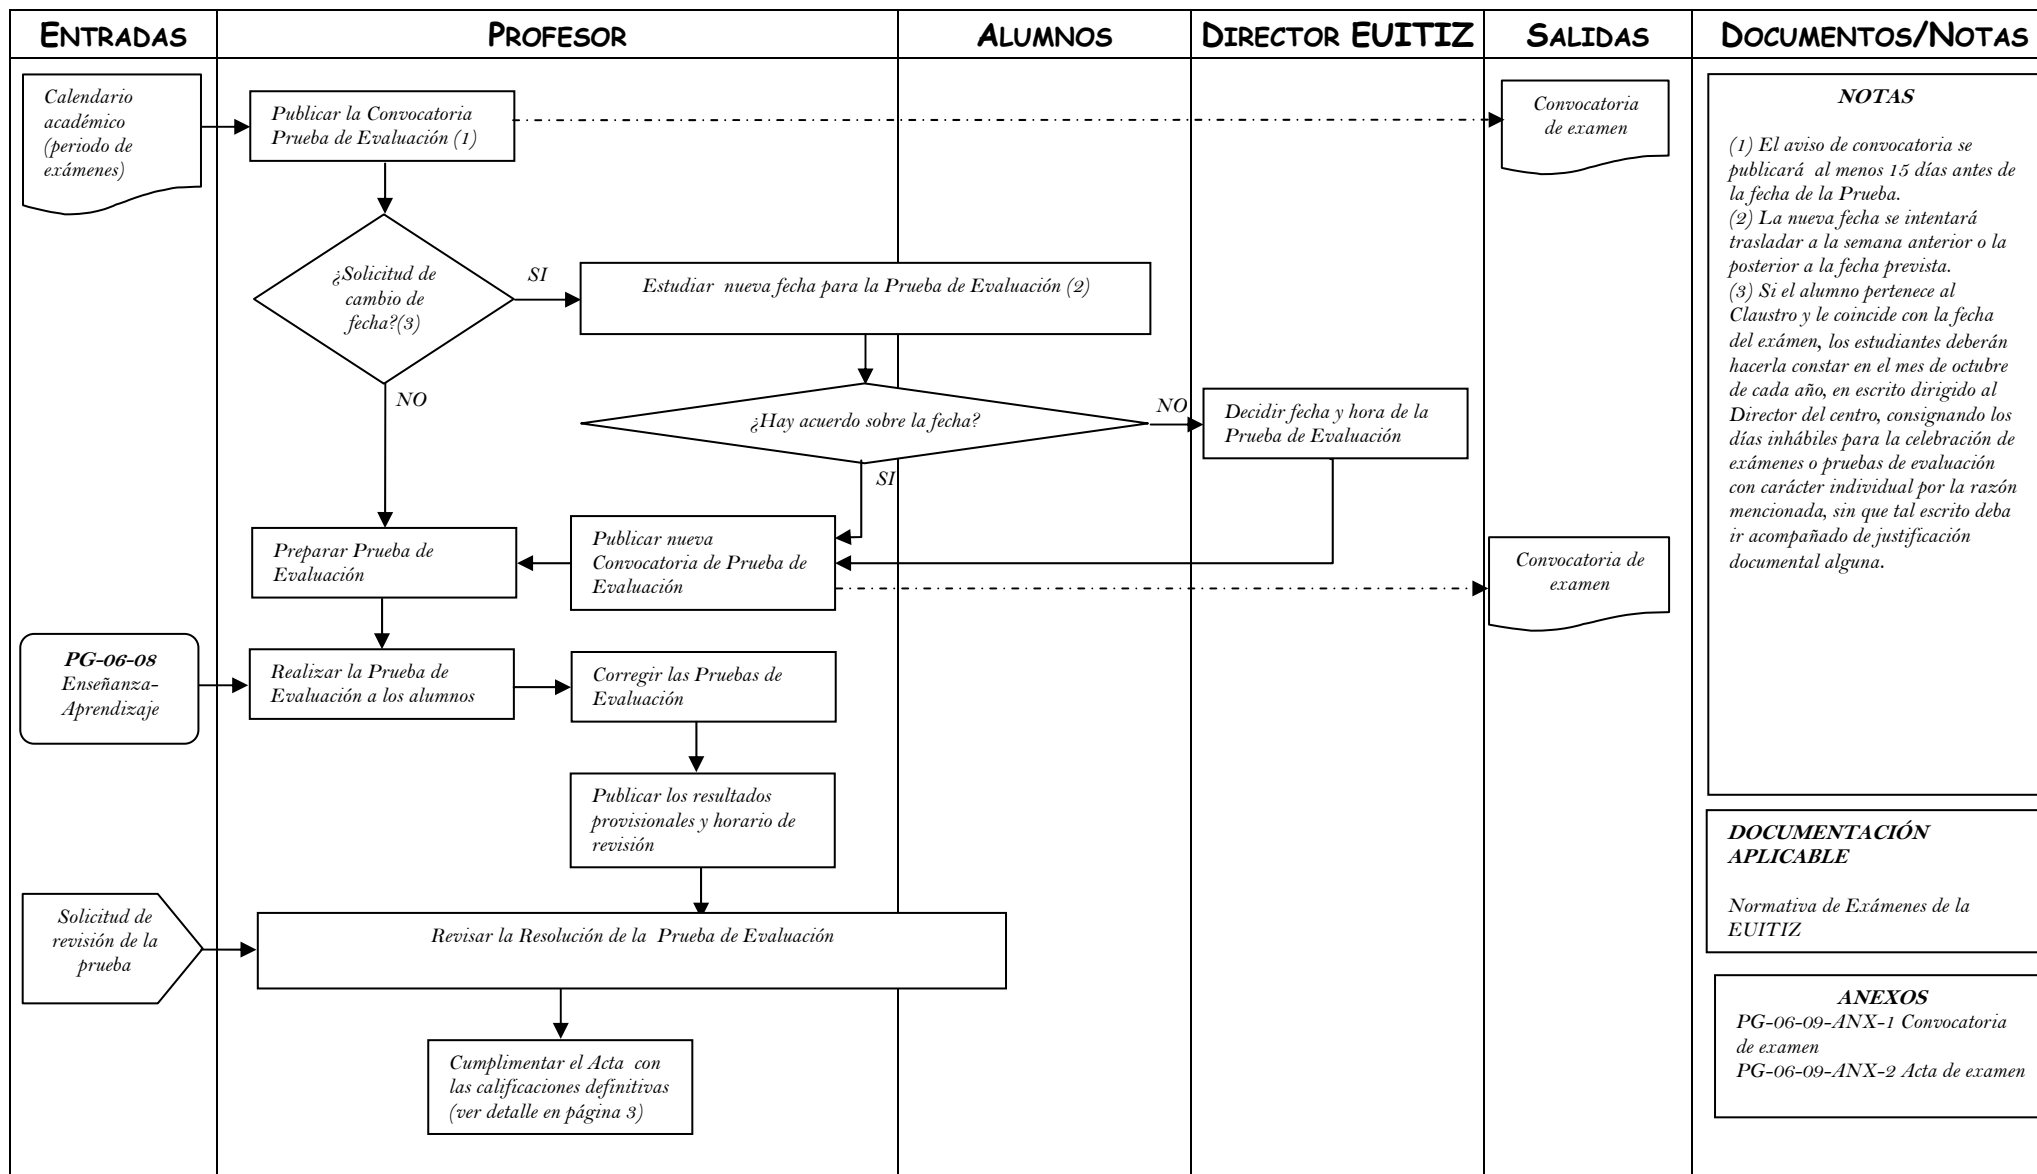 ENTRADAS
PROFESOR
ALUMNOS
DIRECTOR EUITIZ
SALIDAS
DOCUMENTOS/NOTAS
Calendario
académico
(periodo de
exámenes)
Publicar la Convocatoria
Prueba de Evaluación (1)
Convocatoria
de examen
¿Solicitud de
cambio de
fecha?(3)
SI
Estudiar nueva fecha para la Prueba de Evaluación (2)
NO
¿Hay acuerdo sobre la fecha?
NO
Decidir fecha y hora de la
Prueba de Evaluación
SI
Preparar Prueba de
Evaluación
Publicar nueva
Convocatoria de Prueba de
Evaluación
Convocatoria de
examen
PG-06-08
Enseñanza-
Aprendizaje
Realizar la Prueba de
Evaluación a los alumnos
Corregir las Pruebas de
Evaluación
Publicar los resultados
provisionales y horario de
revisión
Solicitud de
revisión de la
prueba
Revisar la Resolución de la Prueba de Evaluación
Cumplimentar el Acta con
las calificaciones definitivas
(ver detalle en página 3)
NOTAS
(1) El aviso de convocatoria se
publicará al menos 15 días antes de
la fecha de la Prueba.
(2) La nueva fecha se intentará
trasladar a la semana anterior o la
posterior a la fecha prevista.
(3) Si el alumno pertenece al
Claustro y le coincide con la fecha
del exámen, los estudiantes deberán
hacerla constar en el mes de octubre
de cada año, en escrito dirigido al
Director del centro, consignando los
días inhábiles para la celebración de
exámenes o pruebas de evaluación
con carácter individual por la razón
mencionada, sin que tal escrito deba
ir acompañado de justificación
documental alguna.
DOCUMENTACIÓN
APLICABLE
Normativa de Exámenes de la
EUITIZ
ANEXOS
PG-06-09-ANX-1 Convocatoria
de examen
PG-06-09-ANX-2 Acta de examen